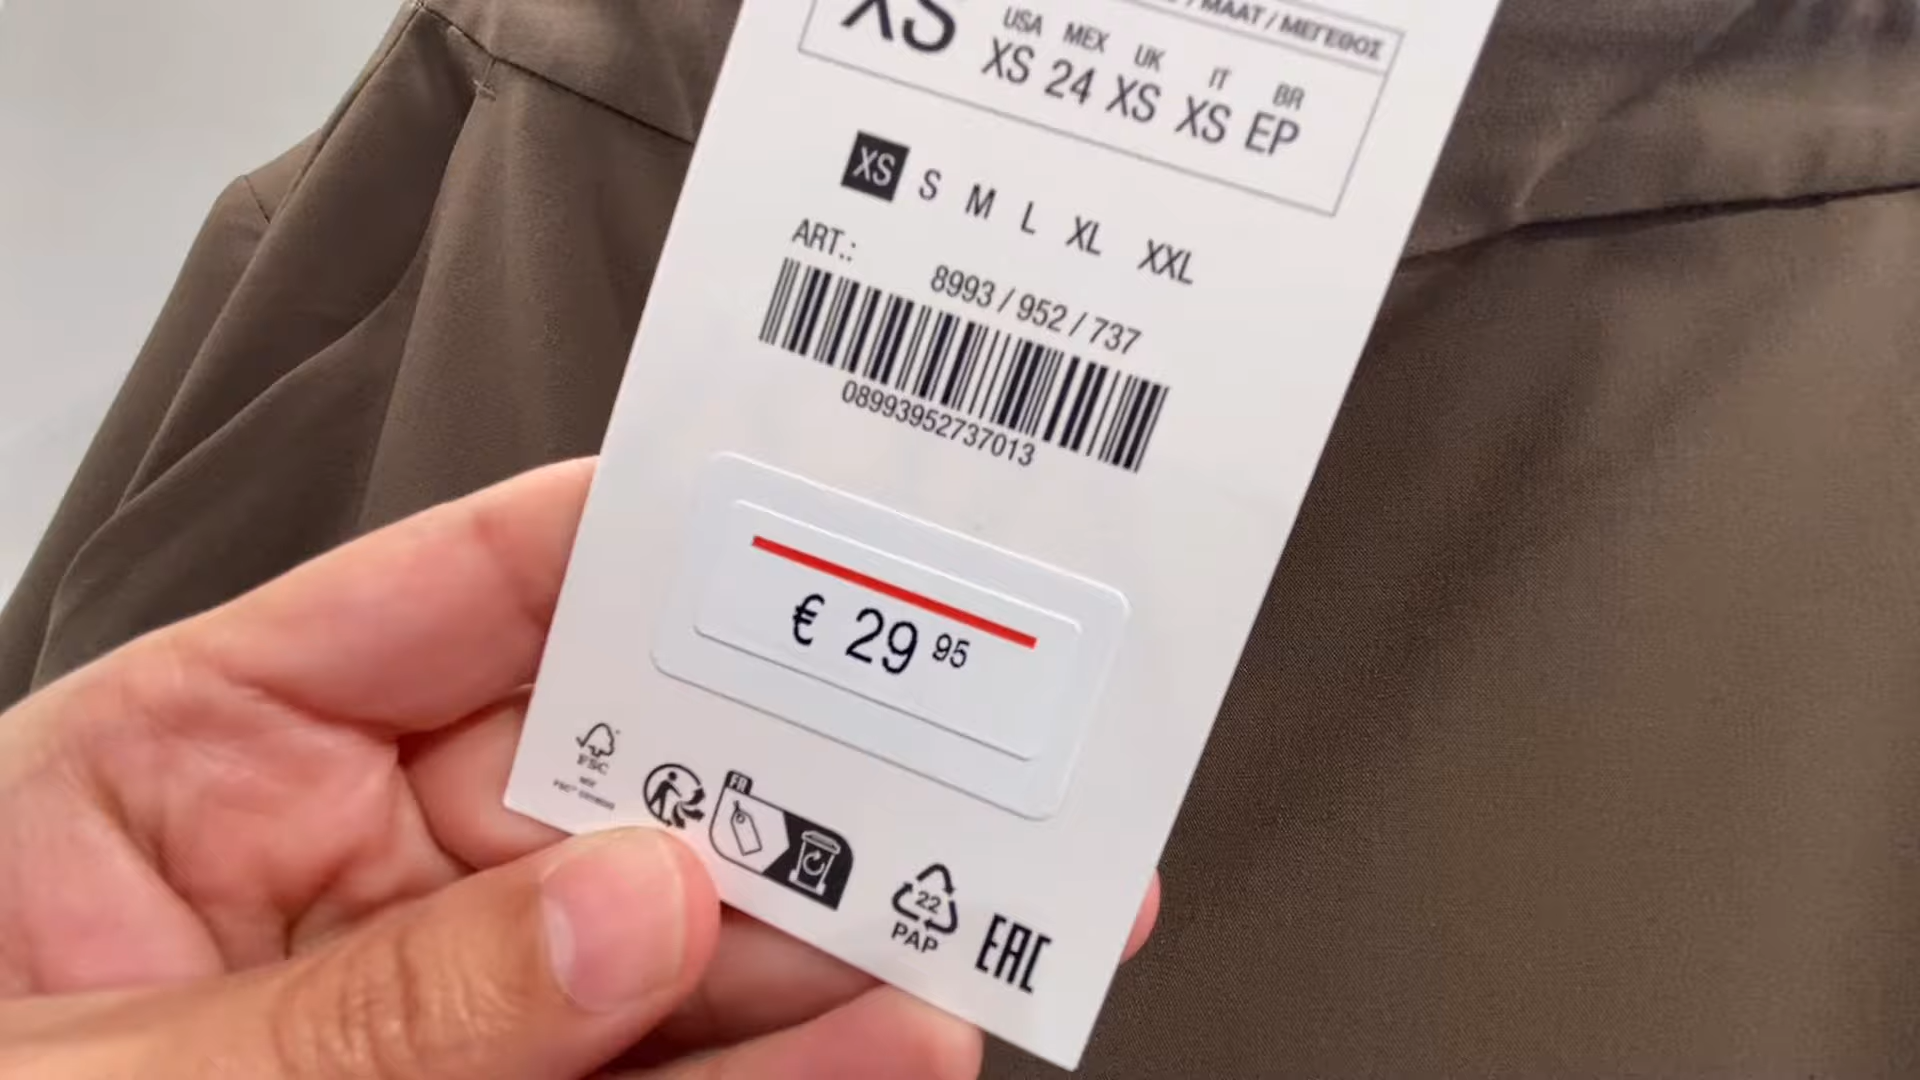 / MAAT / ΜΕΓΕΘΟΣ
XS
USA MEX UK IT BR
XS 24 XS XS EP
XS S M L XL XXL
ART.: 8993 / 952 / 737
08993952737013
€ 29 95
FSC
FR
22
PAP
EAC